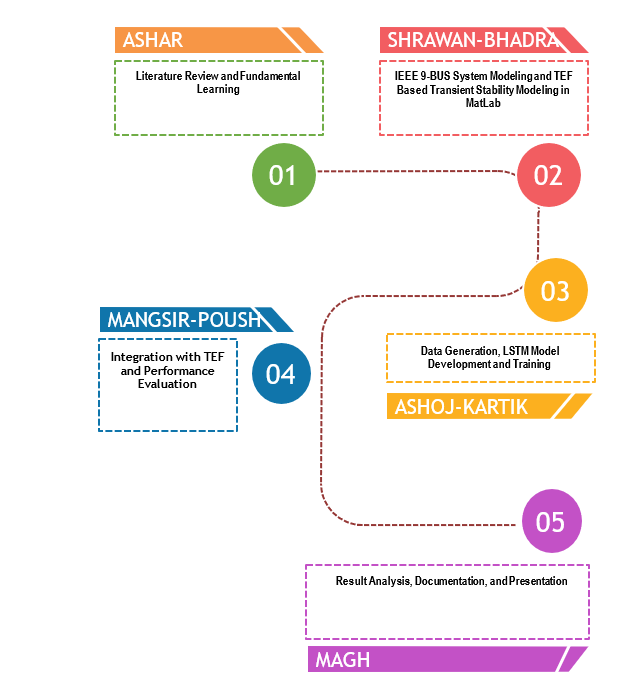 ASHAR
Literature Review and Fundamental
Learning
01
SHRAWAN-BHADRA
IEEE 9-BUS System Modeling and TEF
Based Transient Stability Modeling in
MatLab
02
03
Data Generation, LSTM Model
Development and Training
ASHOJ-KARTIK
MANGSIR-POUSH
Integration with TEF
and Performance
Evaluation
04
05
Result Analysis, Documentation, and Presentation
MAGH